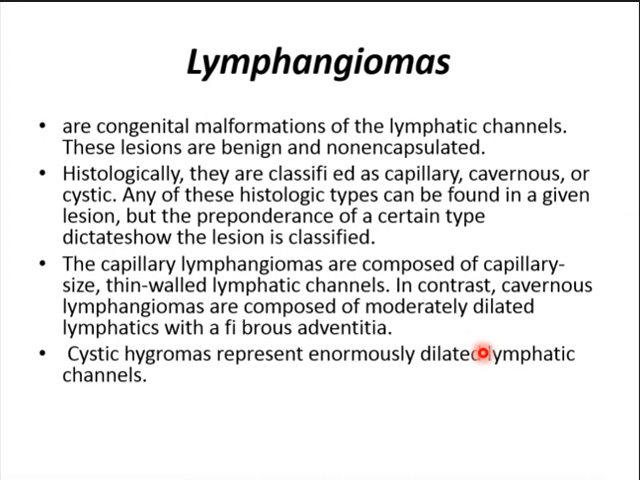 Lymphangiomas
• are congenital malformations of the lymphatic channels.
These lesions are benign and nonencapsulated.
• Histologically, they are classifi ed as capillary, cavernous, or
cystic. Any of these histologic types can be found in a given
lesion, but the preponderance of a certain type
dictateshow the lesion is classified.
• The capillary lymphangiomas are composed of capillary-
size, thin-walled lymphatic channels. In contrast, cavernous
lymphangiomas are composed of moderately dilated
lymphatics with a fi brous adventitia.
• Cystic hygromas represent enormously dilated lymphatic
channels.